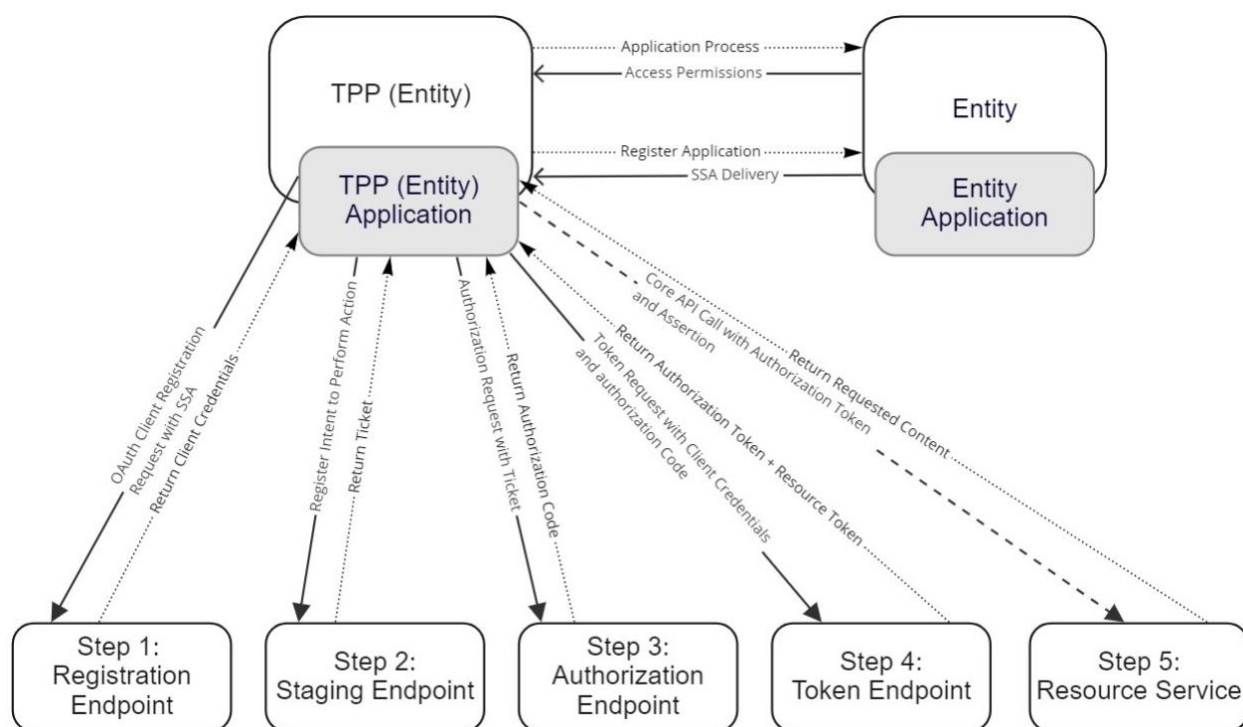 Application Process
Access Permissions
TPP (Entity)
Entity
Register Application
SSA Delivery
TPP (Entity)
Application
Entity
Application
OAuth Client Registration
Request with SSA
Return Client Credentials
Register Intent to Perform Action
Return Ticket
Authorization Request with Ticket
Return Authorization Code
Token Request with Client Credentials
and authorization Code
Return Authorization Token + Resource Token
Core API Call with Authorization Token
and Assertion
Return Requested Content
Step 1:
Registration
Endpoint
Step 2:
Staging Endpoint
Step 3:
Authorization
Endpoint
Step 4:
Token Endpoint
Step 5:
Resource Service